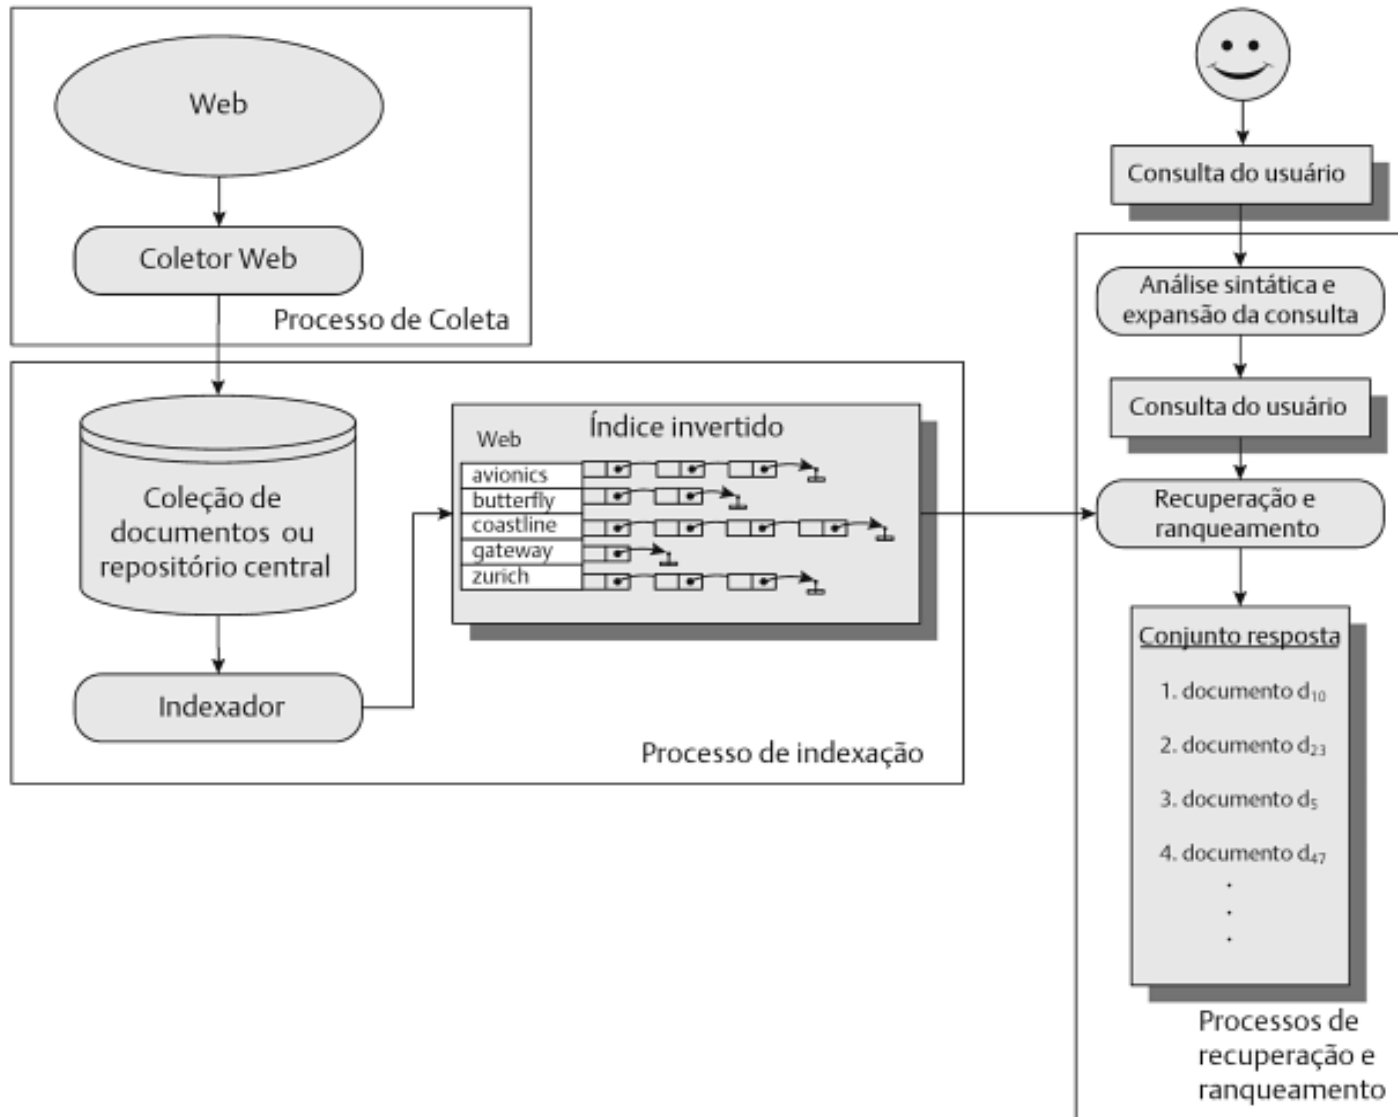 Web
Coletor Web
Processo de Coleta
Coleção de
documentos ou
repositório central
Indexador
Índice invertido
Web
avionics
butterfly
coastline
gateway
zurich
Processo de indexação
Consulta do usuário
Análise sintática e
expansão da consulta
Consulta do usuário
Recuperação e
ranqueamento
Conjunto resposta
1. documento d₁₀
2. documento d₂₃
3. documento d₅
4. documento d₄₇
.
.
.
Processos de
recuperação e
ranqueamento